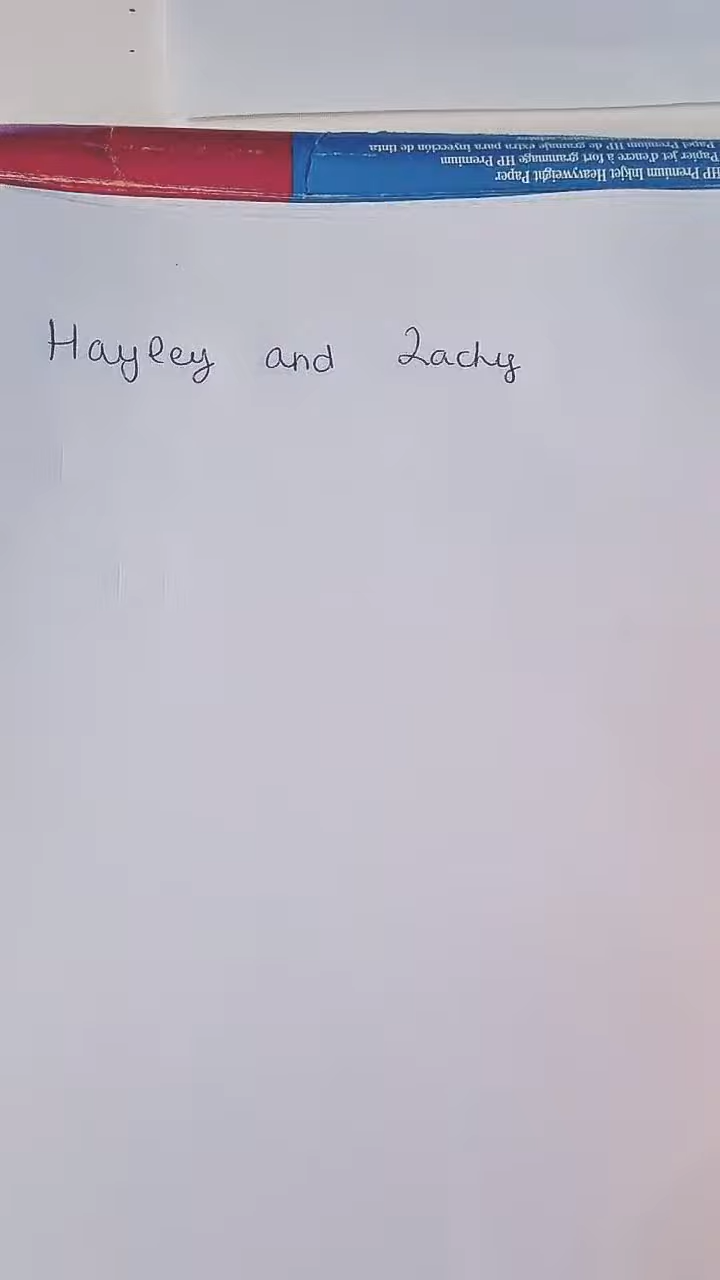 Papel Premium HP de gramaje extra para inyección de tinta
Papier jet d'encre à fort grammage HP Premium
HP Premium Inkjet Heavyweight Paper
Hayley and Zachy